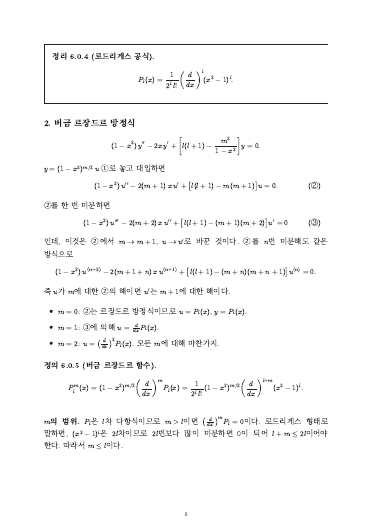 정리 6.0.4 (로드리게스 공식).
P_l(x) = \frac{1}{2^l l!} \left( \frac{d}{dx} \right)^l (x^2 - 1)^l.
2. 버금 르장드르 방정식
(1 - x^2) y'' - 2x y' + \left[ l(l+1) - \frac{m^2}{1 - x^2} \right] y = 0.
y = (1 - x^2)^{m/2} u ①로 놓고 대입하면
(1 - x^2) u'' - 2(m+1) x u' + [l(l+1) - m(m+1)] u = 0. (②)
②를 한 번 미분하면
(1 - x^2) u''' - 2(m+2) x u'' + [l(l+1) - (m+1)(m+2)] u' = 0 (③)
인데, 이것은 ②에서 m → m + 1, u → u'로 바꾼 것이다. ②를 n번 미분해도 같은
방식으로
(1 - x^2) u^{(n+2)} - 2(m+1+n) x u^{(n+1)} + [l(l+1) - (m+n)(m+n+1)] u^{(n)} = 0.
즉 u가 m에 대한 ②의 해이면 u'는 m + 1에 대한 해이다.
• m = 0: ②는 르장드르 방정식이므로 u = P_l(x), y = P_l(x).
• m = 1: ③에 의해 u = \frac{d}{dx} P_l(x).
• m = 2: u = \left( \frac{d}{dx} \right)^2 P_l(x). 모든 m에 대해 마찬가지.
정의 6.0.5 (버금 르장드르 함수).
P_l^m(x) = (1 - x^2)^{m/2} \left( \frac{d}{dx} \right)^m P_l(x) = \frac{1}{2^l l!} (1 - x^2)^{m/2} \left( \frac{d}{dx} \right)^{l+m} (x^2 - 1)^l.
m의 범위. P_l은 l차 다항식이므로 m > l이면 \left( \frac{d}{dx} \right)^m P_l = 0이다. 로드리게스 형태로
말하면, (x^2 - 1)^l은 2l차이므로 2l번보다 많이 미분하면 0이 되어 l + m ≤ 2l이어야
한다. 따라서 m ≤ l이다.